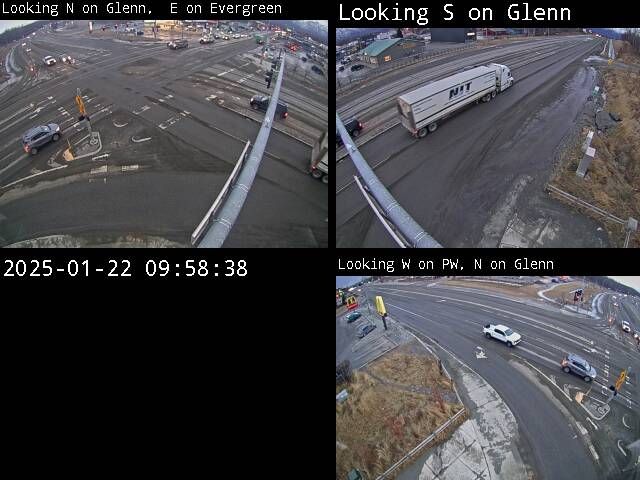 Looking N on Glenn,  E on Evergreen
Looking S on Glenn
NIT
2025-01-22 09:58:38
Looking W on PW, N on Glenn